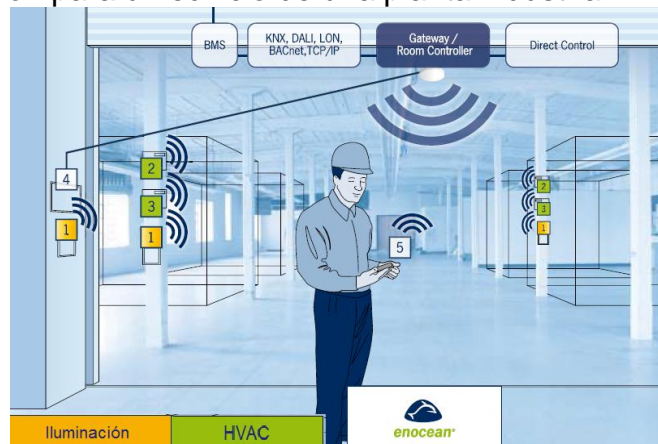 BMS
KNX, DALI, LON,
BACnet,TCP/IP
Gateway /
Room Controller
Direct Control
4
1
2
3
1
5
2
3
1
Iluminación
HVAC
enocean